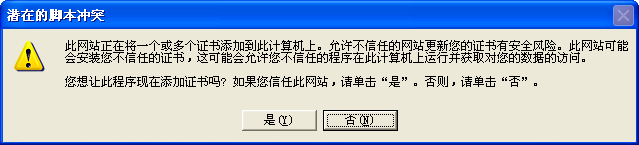 潜在的脚本冲突
此网站正在将一个或多个证书添加到此计算机上。允许不信任的网站更新您的证书有安全风险。此网站可能
会安装您不信任的证书，这可能会允许您不信任的程序在此计算机上运行并获取对您的数据的访问。
您想让此程序现在添加证书吗? 如果您信任此网站，请单击“是”。否则，请单击“否”。
是(Y) 否(N)